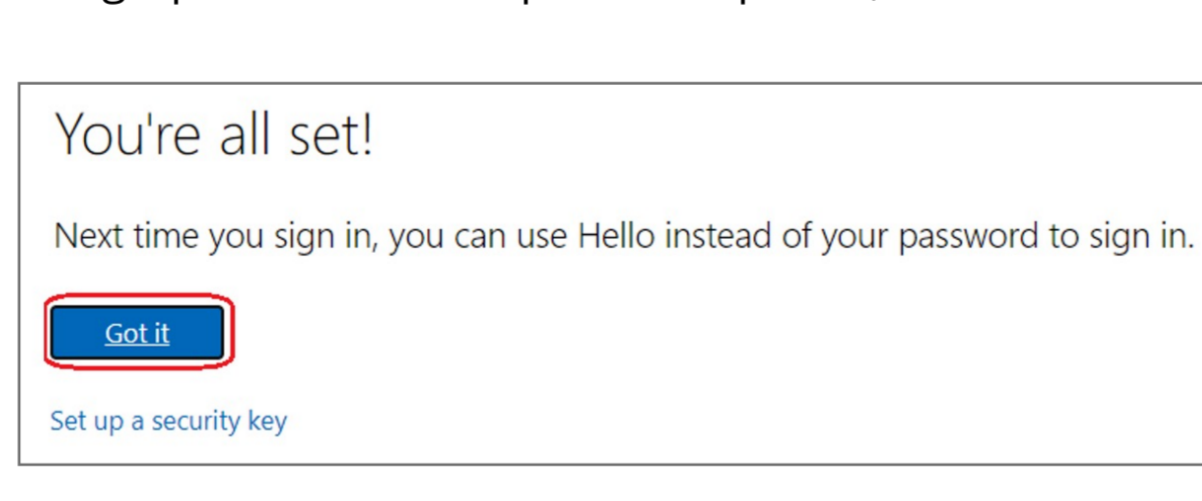 You're all set!
Next time you sign in, you can use Hello instead of your password to sign in.
Got it
Set up a security key